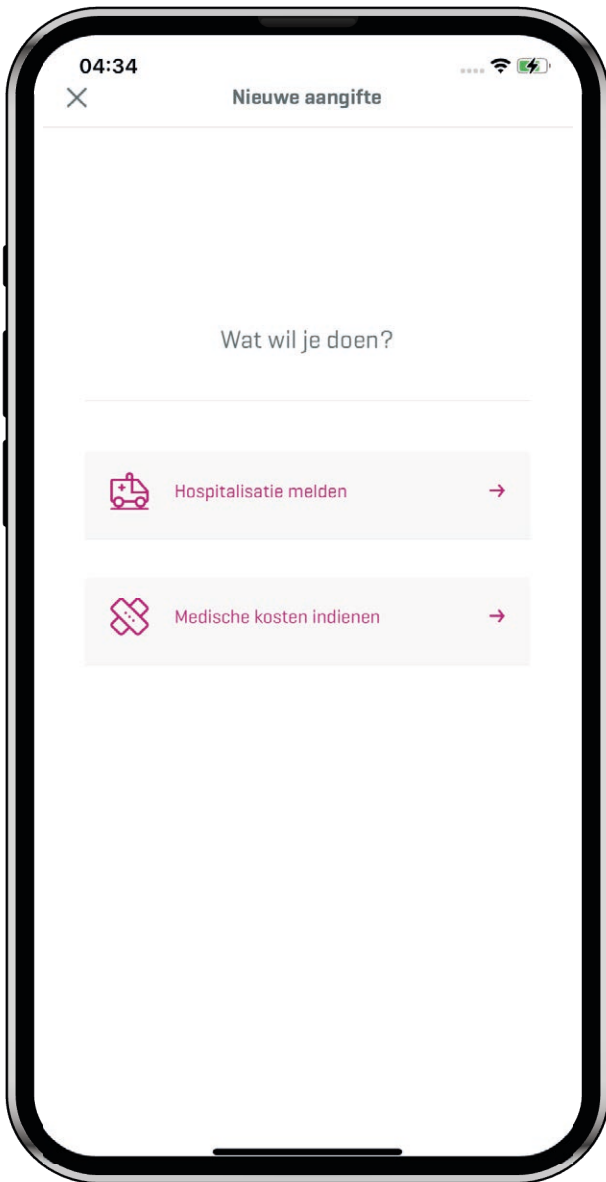 04:34
Nieuwe aangifte
Wat wil je doen?
Hospitalisatie melden
Medische kosten indienen